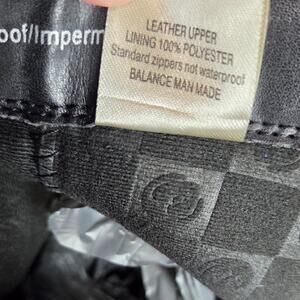 oof/Imperm
LEATHER UPPER
LINING 100% POLYESTER
Standard zippers not waterproof
BALANCE MAN MADE